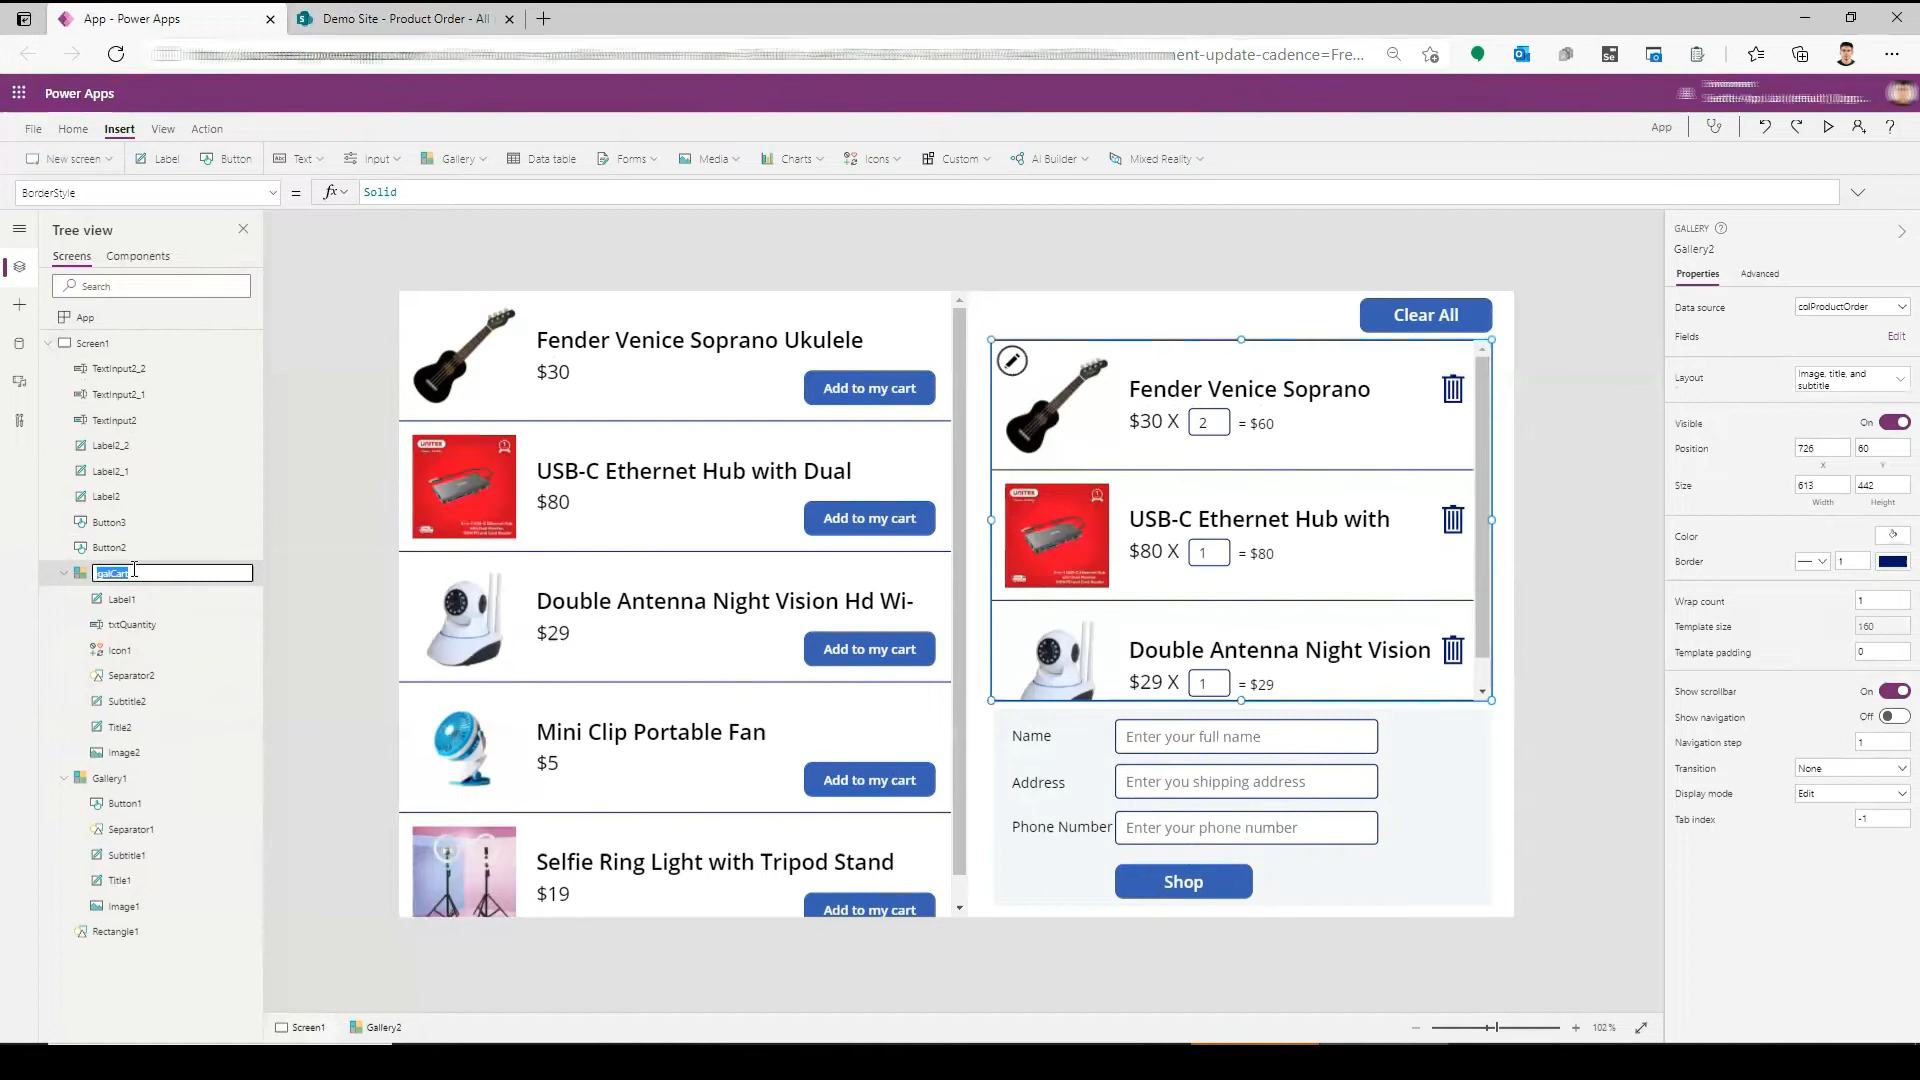 App - Power Apps
Demo Site - Product Order - All
nent-update-cadence=Fre...
Power Apps
File Home Insert View Action
App
New screen Label Button Text Input Gallery Data table Forms Media Charts Icons Custom AI Builder Mixed Reality
BorderStyle = fx Solid
Tree view
Screens Components
Search
App
Screen1
TextInput2_2
TextInput2_1
TextInput2
Label2_2
Label2_1
Label2
Button3
Button2
galCart
Label1
txtQuantity
Icon1
Separator2
Subtitle2
Title2
Image2
Gallery1
Button1
Separator1
Subtitle1
Title1
Image1
Rectangle1
Fender Venice Soprano Ukulele
$30
Add to my cart
UNITEK
USB-C Ethernet Hub with Dual
$80
Add to my cart
Double Antenna Night Vision Hd Wi-
$29
Add to my cart
Mini Clip Portable Fan
$5
Add to my cart
Selfie Ring Light with Tripod Stand
$19
Add to my cart
Clear All
Fender Venice Soprano
$30 X 2 = $60
UNITEK
USB-C Ethernet Hub with
$80 X 1 = $80
Double Antenna Night Vision
$29 X 1 = $29
Name Enter your full name
Address Enter you shipping address
Phone Number Enter your phone number
Shop
GALLERY
Gallery2
Properties Advanced
Data source colProductOrder
Fields Edit
Layout Image, title, and
subtitle
Visible On
Position 726 60
X Y
Size 613 442
Width Height
Color
Border 1
Wrap count 1
Template size 160
Template padding 0
Show scrollbar On
Show navigation Off
Navigation step 1
Transition None
Display mode Edit
Tab index -1
Screen1 Gallery2
102 %